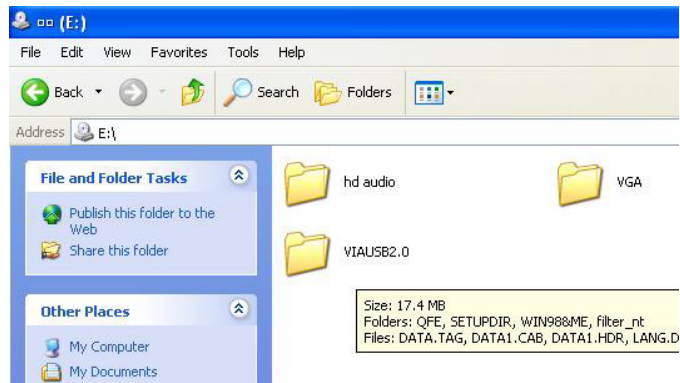 ▫▫ (E:)
File Edit View Favorites Tools Help
Back Search Folders
Address E:\
File and Folder Tasks
Publish this folder to the
Web
Share this folder
Other Places
My Computer
My Documents
hd audio VGA
VIAUSB2.0
Size: 17.4 MB
Folders: QFE, SETUPDIR, WIN98&ME, filter_nt
Files: DATA.TAG, DATA1.CAB, DATA1.HDR, LANG.D